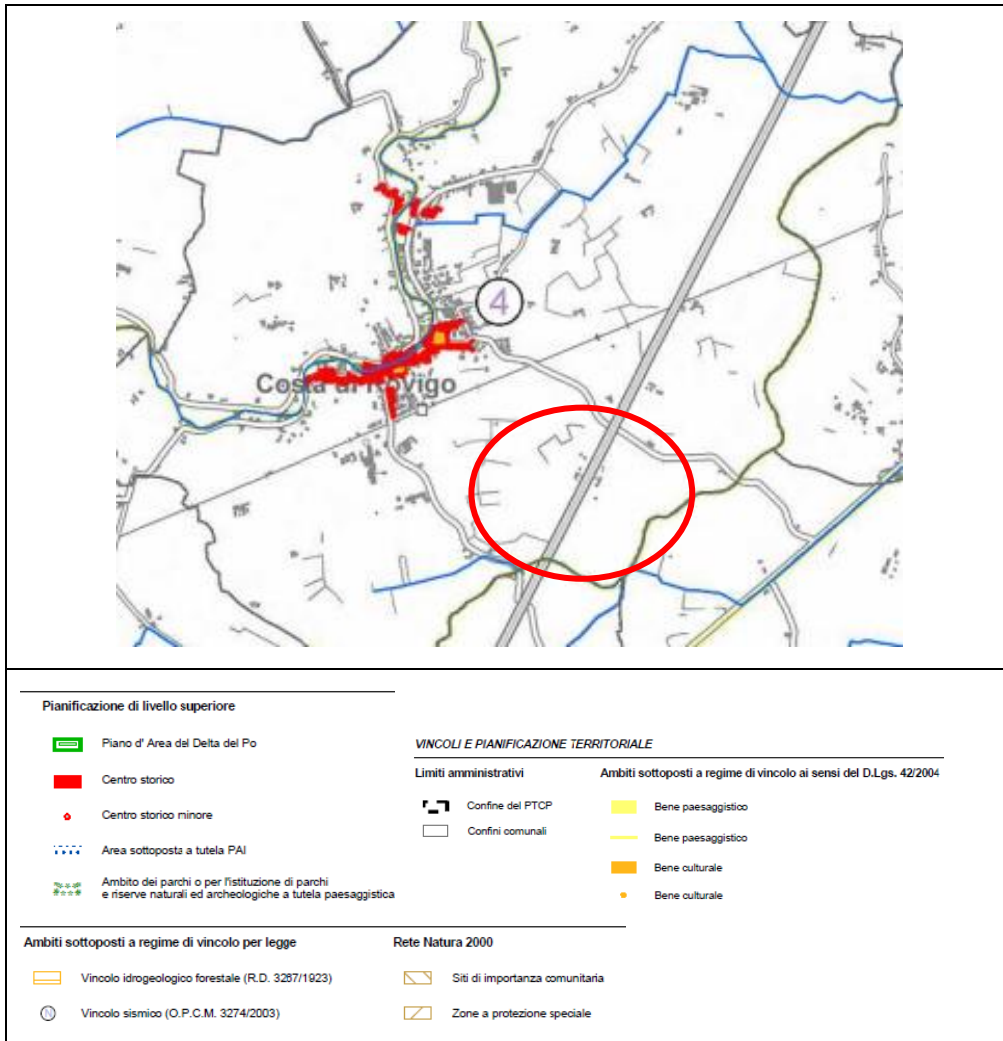 4
Costa di Rovigo
Pianificazione di livello superiore
Piano d' Area del Delta del Po
Centro storico
Centro storico minore
Area sottoposta a tutela PAI
Ambito dei parchi o per l'istituzione di parchi
e riserve naturali ed archeologiche a tutela paesaggistica
VINCOLI E PIANIFICAZIONE TERRITORIALE
Limiti amministrativi
Confine del PTCP
Confini comunali
Ambiti sottoposti a regime di vincolo ai sensi del D.Lgs. 42/2004
Bene paesaggistico
Bene paesaggistico
Bene culturale
Bene culturale
Ambiti sottoposti a regime di vincolo per legge
Vincolo idrogeologico forestale (R.D. 3267/1923)
N
Vincolo sismico (O.P.C.M. 3274/2003)
Rete Natura 2000
Siti di importanza comunitaria
Zone a protezione speciale